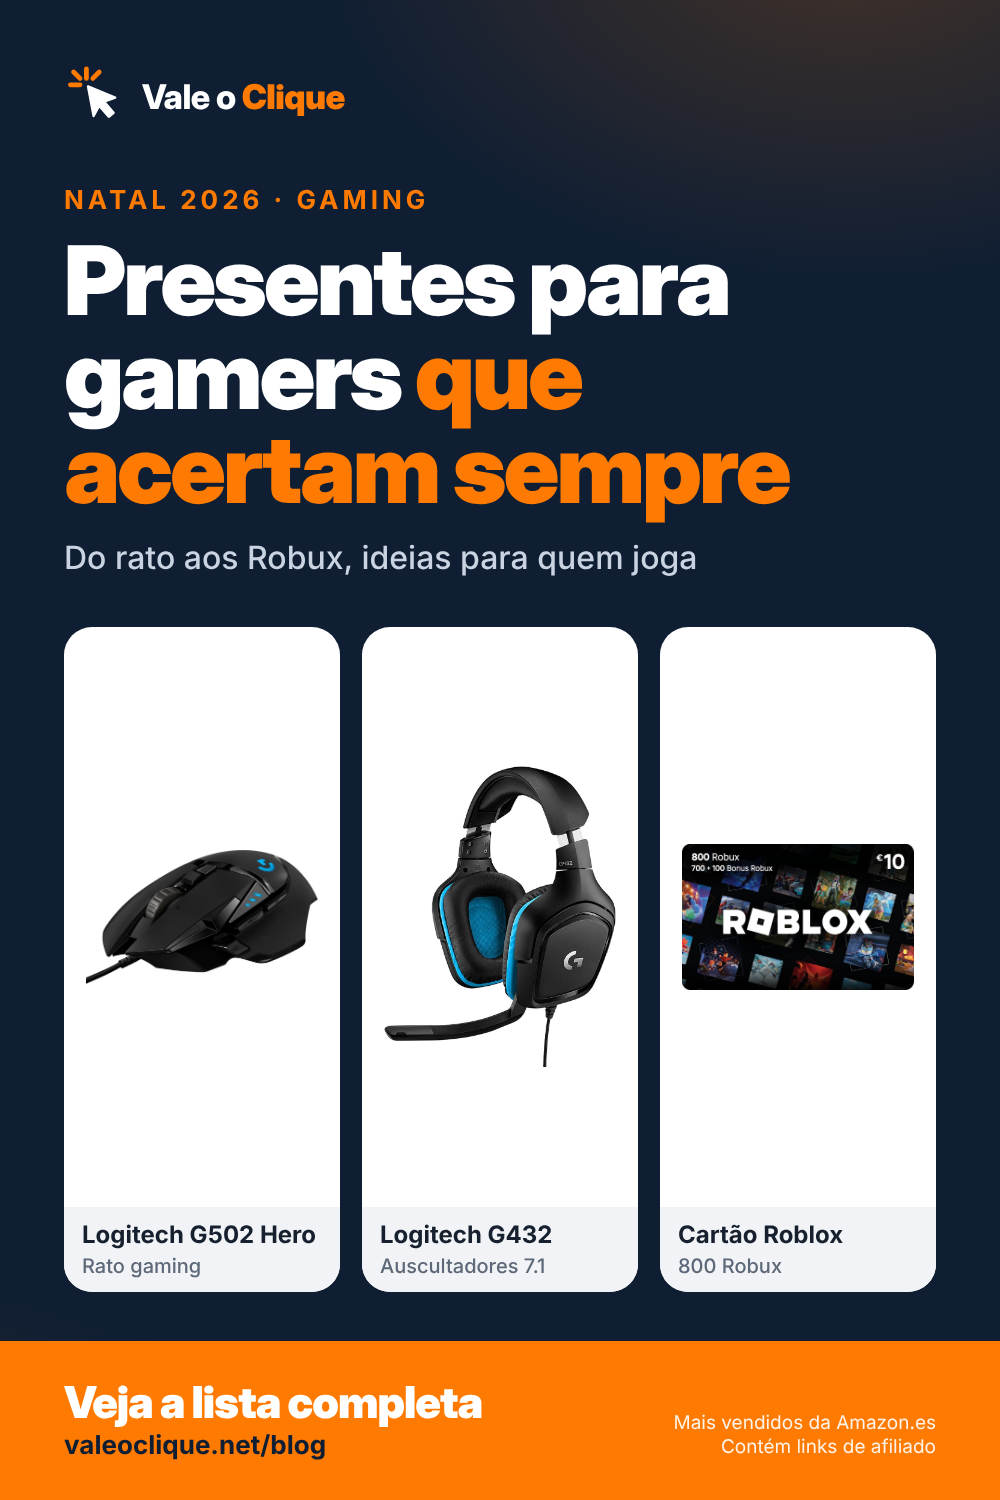 Vale o Clique
NATAL 2026 · GAMING
Presentes para
gamers que
acertam sempre
Do rato aos Robux, ideias para quem joga
G432
800 Robux
700 + 100 Bonus Robux
€10
ROBLOX
Logitech G502 Hero
Rato gaming
Logitech G432
Auscultadores 7.1
Cartão Roblox
800 Robux
Veja a lista completa
valeoclique.net/blog
Mais vendidos da Amazon.es
Contém links de afiliado